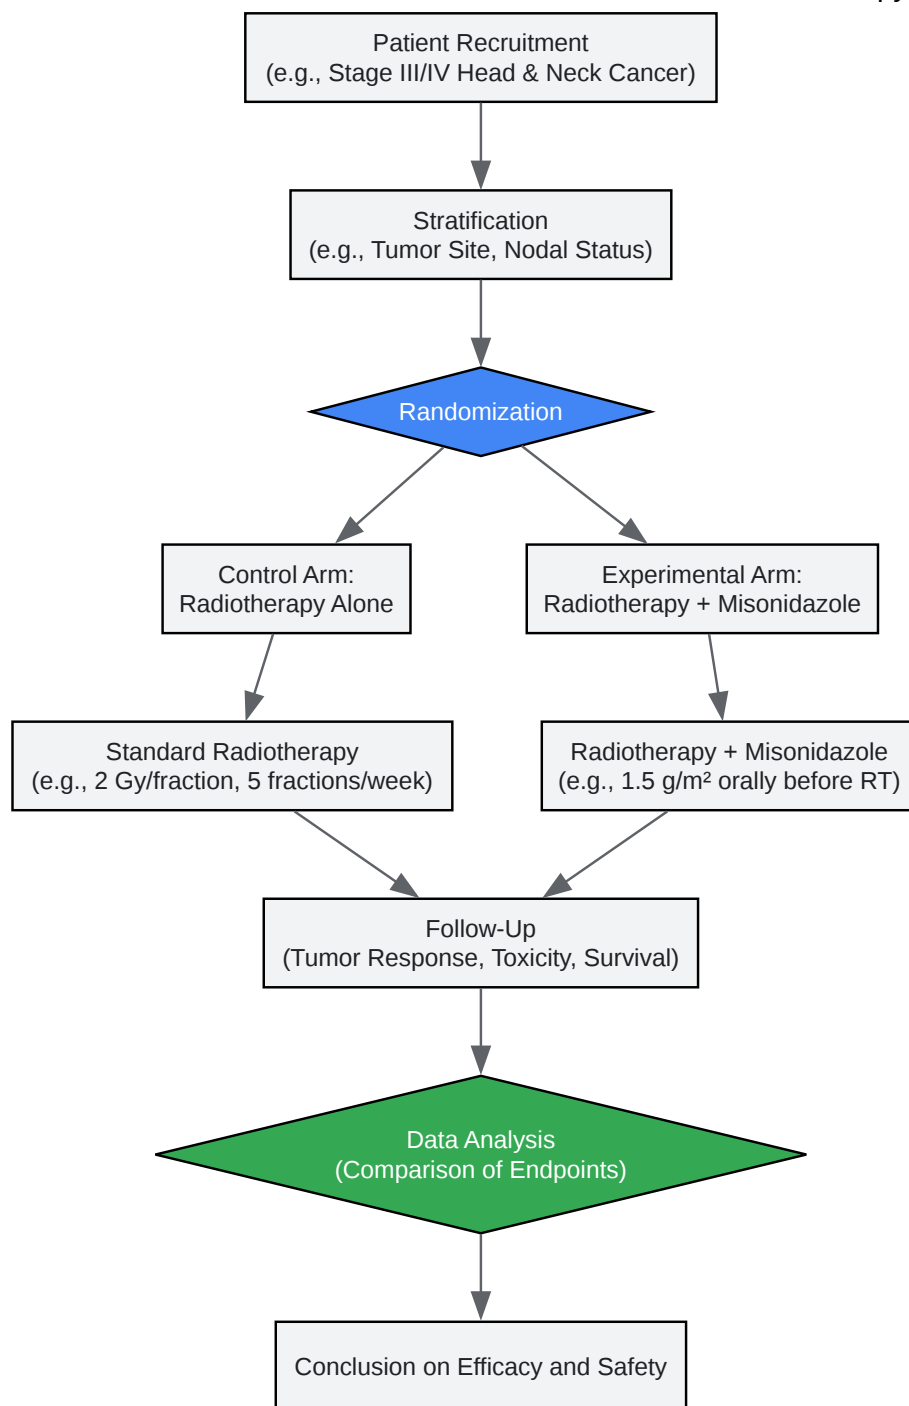 Patient Recruitment
(e.g., Stage III/IV Head & Neck Cancer)
Stratification
(e.g., Tumor Site, Nodal Status)
Randomization
Control Arm:
Radiotherapy Alone
Experimental Arm:
Radiotherapy + Misonidazole
Standard Radiotherapy
(e.g., 2 Gy/fraction, 5 fractions/week)
Radiotherapy + Misonidazole
(e.g., 1.5 g/m² orally before RT)
Follow-Up
(Tumor Response, Toxicity, Survival)
Data Analysis
(Comparison of Endpoints)
Conclusion on Efficacy and Safety